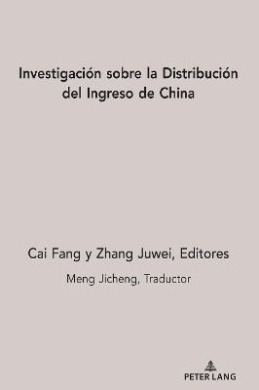 Investigación sobre la Distribución
del Ingreso de China
Cai Fang y Zhang Juwei, Editores
Meng Jicheng, Traductor
PETER LANG